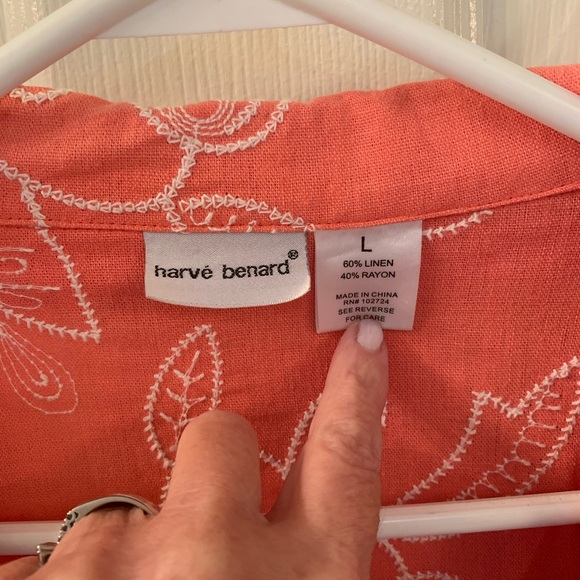 harvé benard®
L
60% LINEN
40% RAYON
MADE IN CHINA
RN# 102724
SEE REVERSE
FOR CARE